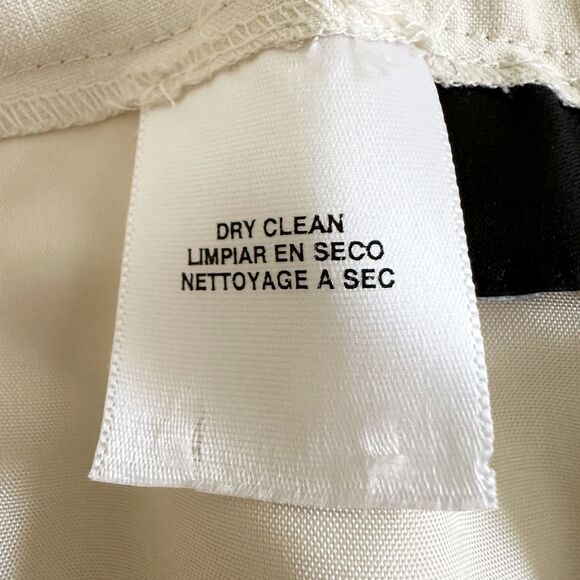 DRY CLEAN
LIMPIAR EN SECO
NETTOYAGE A SEC